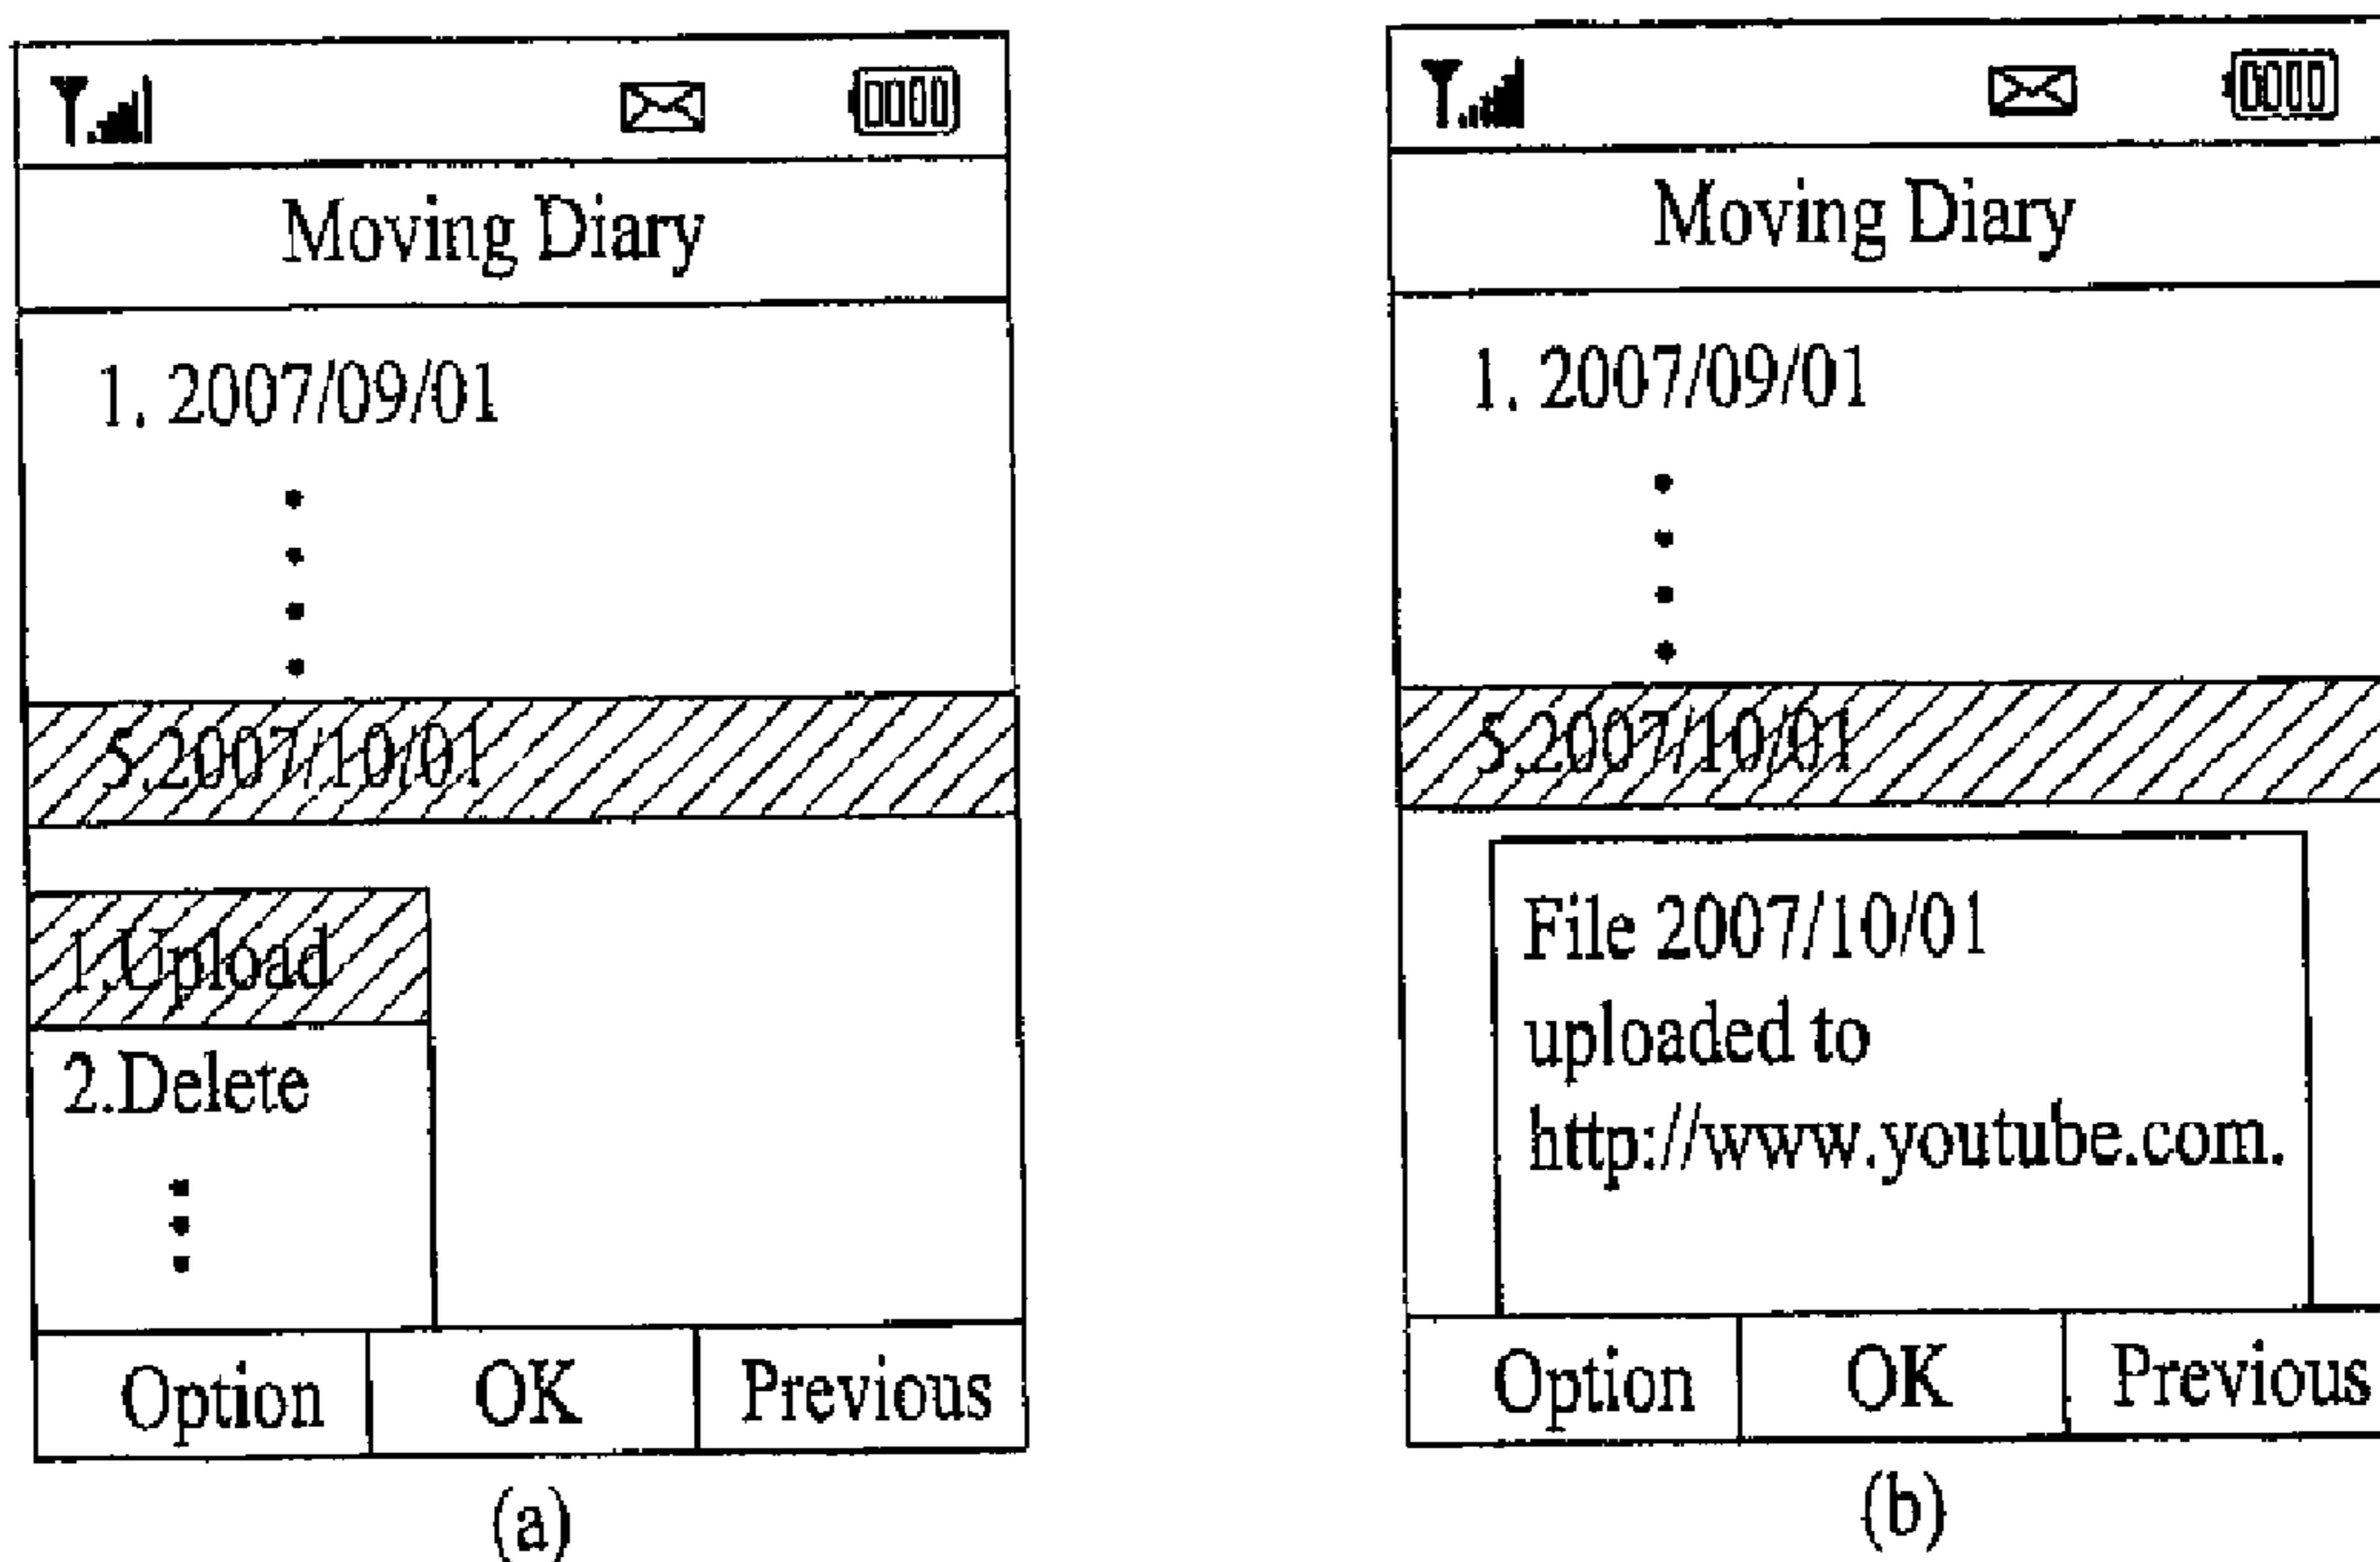 Moving Diary
1. 2007/09/01
5.2007/10/01
1.Upload
2.Delete
Option OK Previous
(a)
Moving Diary
1. 2007/09/01
5.2007/10/01
File 2007/10/01
uploaded to
http://www.youtube.com.
Option OK Previous
(b)